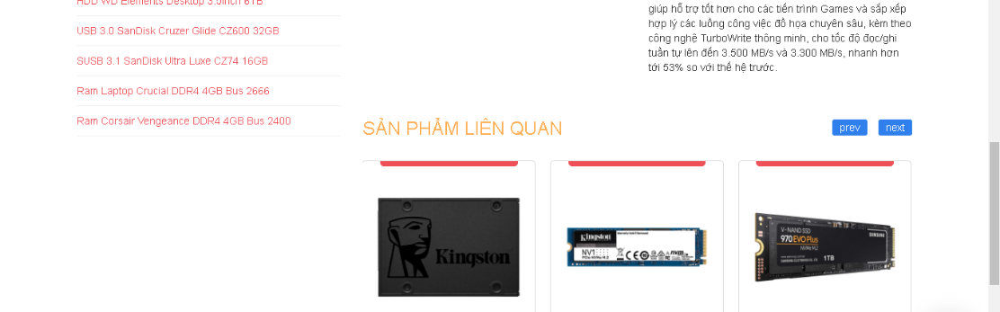 HDD WD Elements Desktop 3.5inch 6TB
USB 3.0 SanDisk Cruzer Glide CZ600 32GB
SUSB 3.1 SanDisk Ultra Luxe CZ74 16GB
Ram Laptop Crucial DDR4 4GB Bus 2666
Ram Corsair Vengeance DDR4 4GB Bus 2400
giúp hỗ trợ tốt hơn cho các tiến trình Games và sắp xếp
hợp lý các luồng công việc đồ họa chuyên sâu, kèm theo
công nghệ TurboWrite thông minh, cho tốc độ đọc/ghi
tuần tự lên đến 3.500 MB/s và 3.300 MB/s, nhanh hơn
tới 53% so với thế hệ trước.
SẢN PHẨM LIÊN QUAN
prev
next
Kingston
Kingston
NV1
PCIe NVMe M.2
V-NAND SSD
970 EVO Plus
NVMe M.2
SAMSUNG
1TB